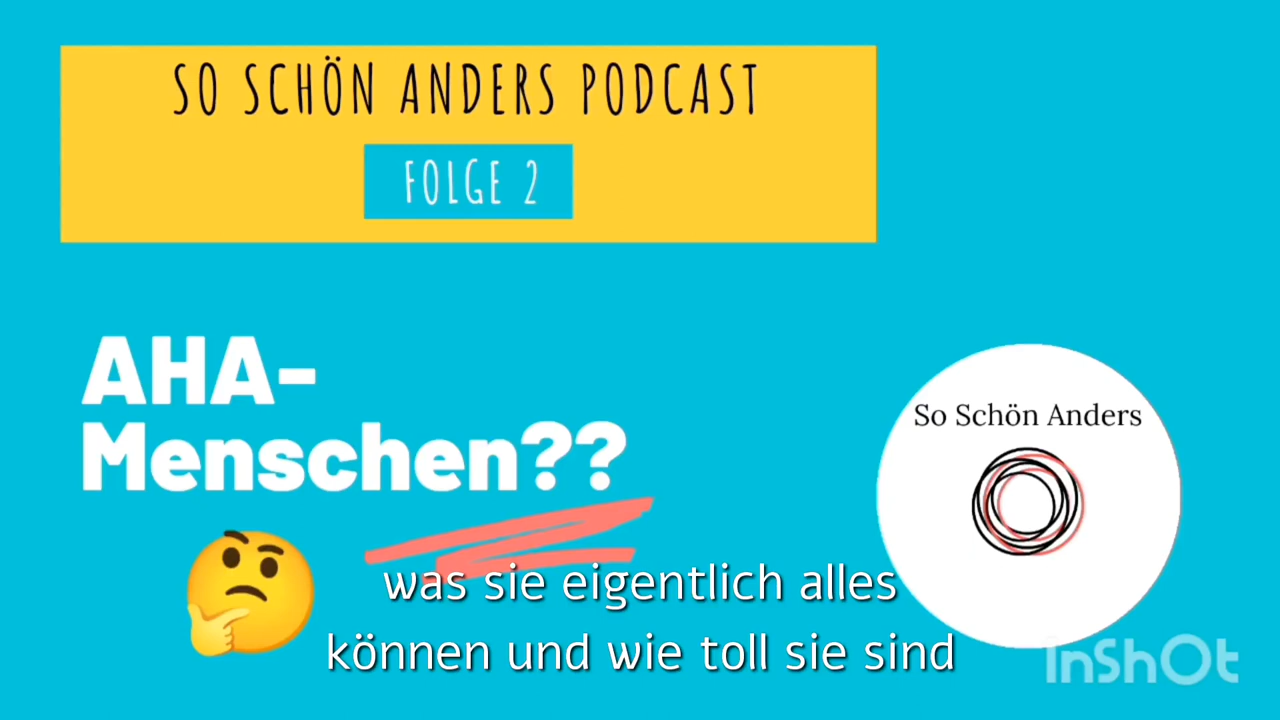 SO SCHÖN ANDERS PODCAST
FOLGE 2
AHA-
Menschen??
So Schön Anders
was sie eigentlich alles
können und wie toll sie sind
InShOt